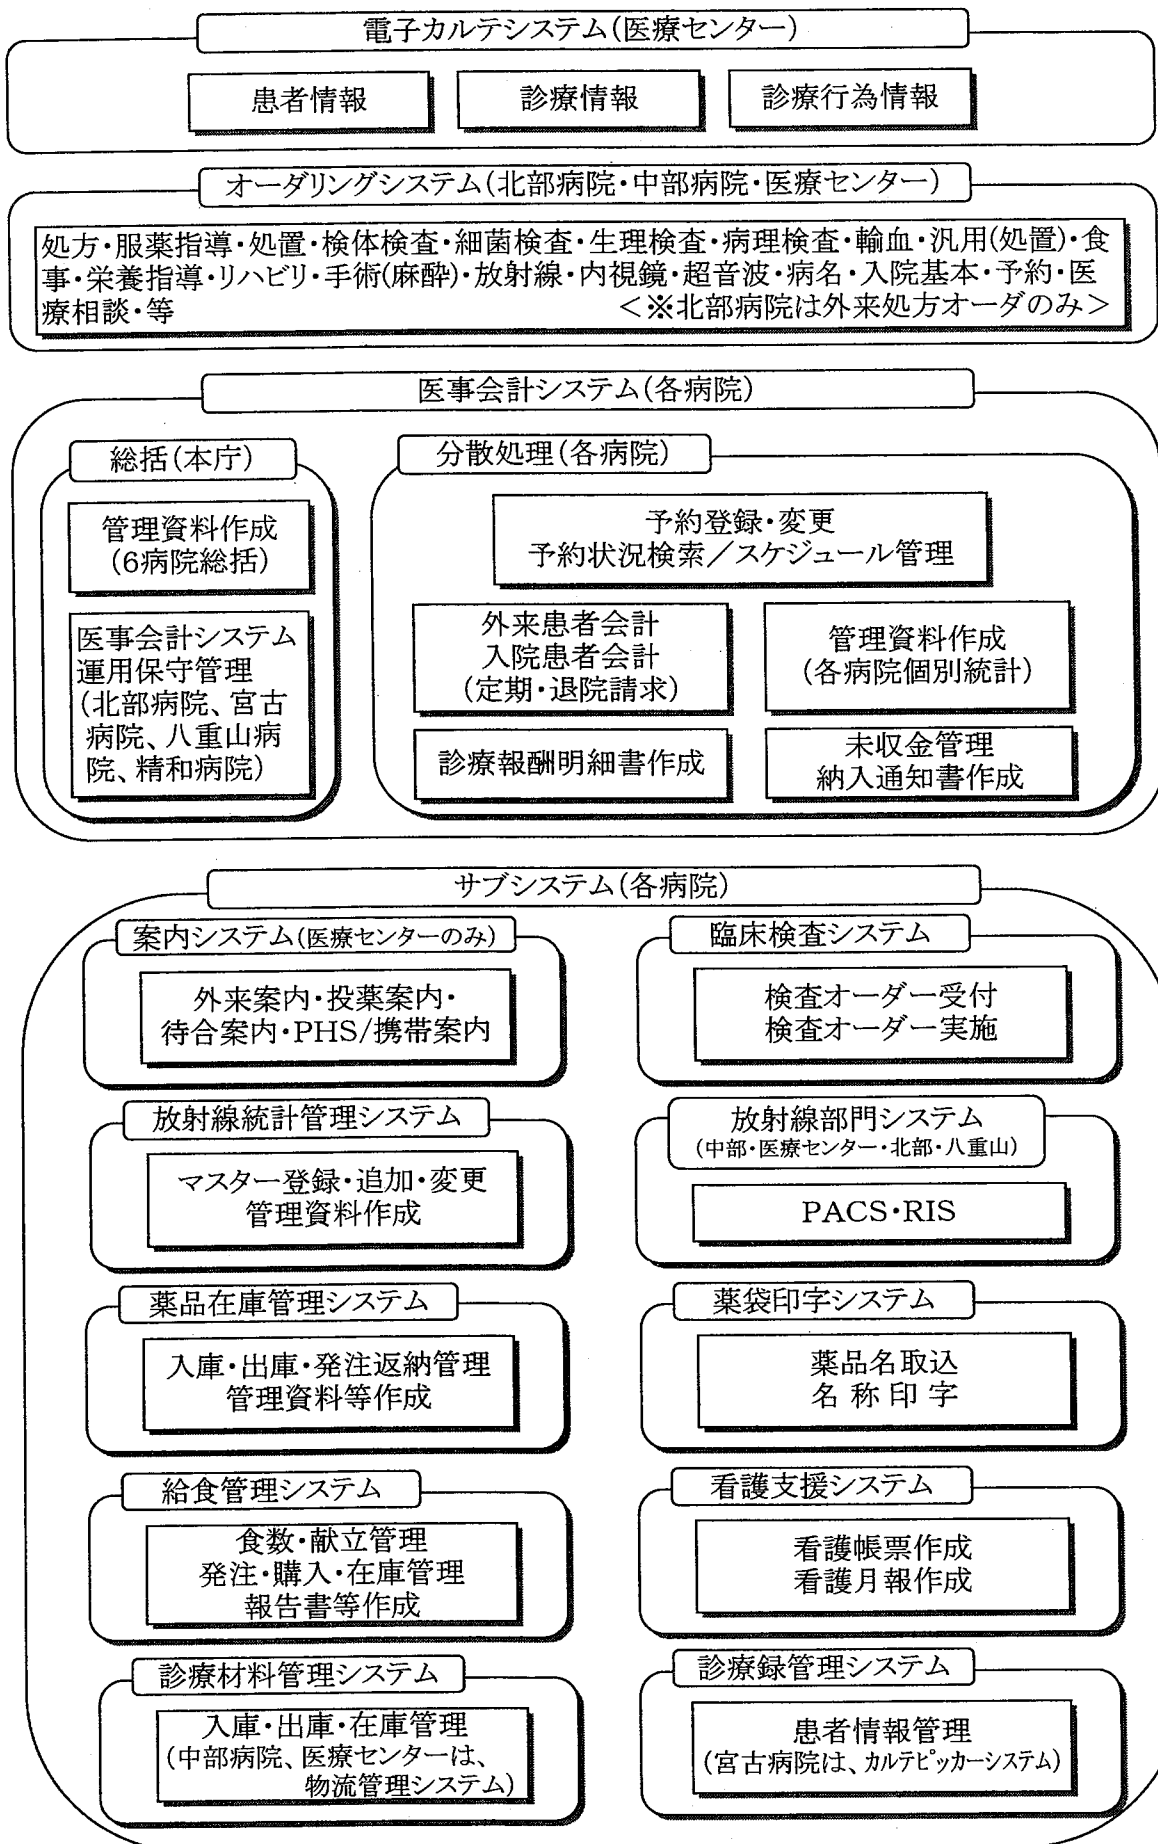 電子カルテシステム(医療センター)
患者情報
診療情報
診療行為情報
オーダリングシステム(北部病院・中部病院・医療センター)
処方・服薬指導・処置・検体検査・細菌検査・生理検査・病理検査・輸血・汎用(処置)・食
事・栄養指導・リハビリ・手術(麻酔)・放射線・内視鏡・超音波・病名・入院基本・予約・医
療相談・等 <※北部病院は外来処方オーダのみ>
医事会計システム(各病院)
総括(本庁)
管理資料作成
(6病院総括)
医事会計システム
運用保守管理
(北部病院、宮古
病院、八重山病
院、精和病院)
分散処理(各病院)
予約登録・変更
予約状況検索/スケジュール管理
外来患者会計
入院患者会計
(定期・退院請求)
管理資料作成
(各病院個別統計)
診療報酬明細書作成
未収金管理
納入通知書作成
サブシステム(各病院)
案内システム(医療センターのみ)
外来案内・投薬案内・
待合案内・PHS/携帯案内
臨床検査システム
検査オーダー受付
検査オーダー実施
放射線統計管理システム
マスター登録・追加・変更
管理資料作成
放射線部門システム
(中部・医療センター・北部・八重山)
PACS・RIS
薬品在庫管理システム
入庫・出庫・発注返納管理
管理資料等作成
薬袋印字システム
薬品名取込
名 称 印 字
給食管理システム
食数・献立管理
発注・購入・在庫管理
報告書等作成
看護支援システム
看護帳票作成
看護月報作成
診療材料管理システム
入庫・出庫・在庫管理
(中部病院、医療センターは、
物流管理システム)
診療録管理システム
患者情報管理
(宮古病院は、カルテピッカーシステム)